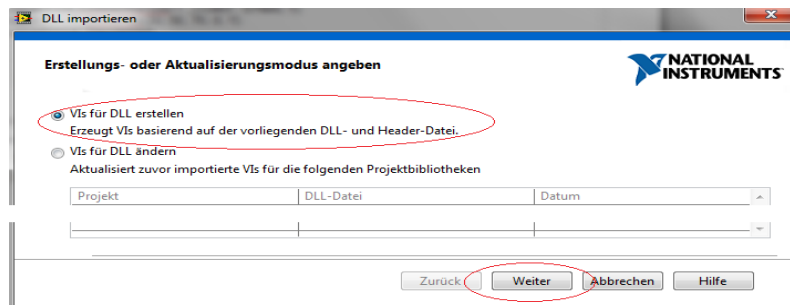 DLL importieren
Erstellungs- oder Aktualisierungsmodus angeben
NATIONAL
INSTRUMENTS
VIs für DLL erstellen
Erzeugt VIs basierend auf der vorliegenden DLL- und Header-Datei.
VIs für DLL ändern
Aktualisiert zuvor importierte VIs für die folgenden Projektbibliotheken
Projekt DLL-Datei Datum
Zurück Weiter Abbrechen Hilfe